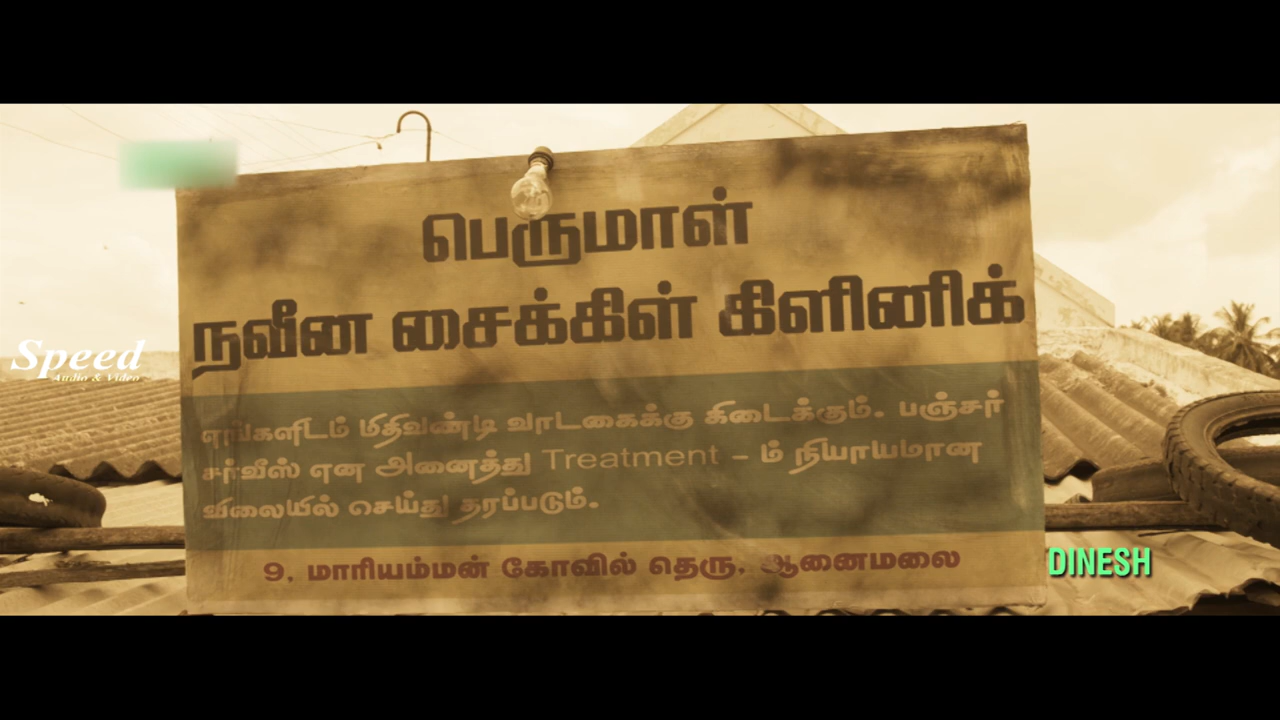 பெருமாள்
நவீன சைக்கிள் கிளினிக்
எங்களிடம் மிதிவண்டி வாடகைக்கு கிடைக்கும். பஞ்சர்
சர்வீஸ் என அனைத்து Treatment – ம் நியாயமான
விலையில் செய்து தரப்படும்.
9, மாரியம்மன் கோவில் தெரு, ஆனைமலை
Speed
Audio & Video
DINESH